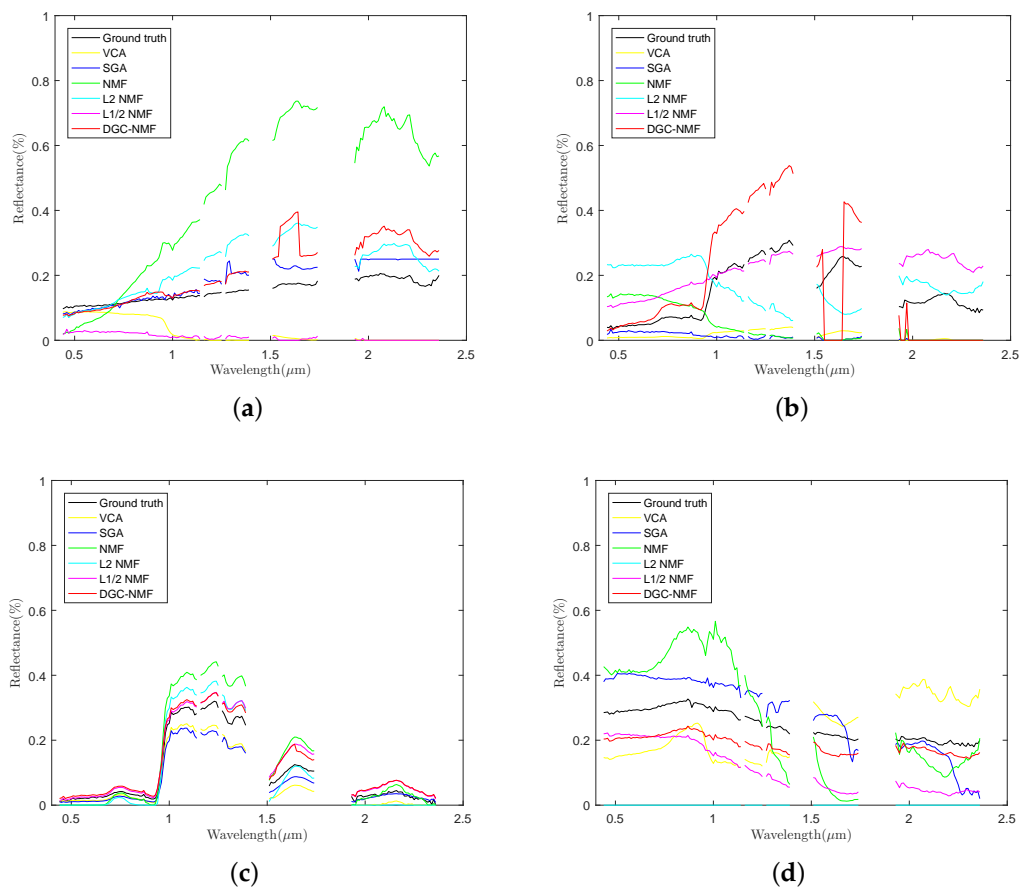 1
0.8
0.6
0.4
0.2
0
Reflectance(%)
Ground truth
VCA
SGA
NMF
L2 NMF
L1/2 NMF
DGC-NMF
0.5 1 1.5 2 2.5
Wavelength(μm)
(a)
1
0.8
0.6
0.4
0.2
0
Reflectance(%)
Ground truth
VCA
SGA
NMF
L2 NMF
L1/2 NMF
DGC-NMF
0.5 1 1.5 2 2.5
Wavelength(μm)
(b)
1
0.8
0.6
0.4
0.2
0
Reflectance(%)
Ground truth
VCA
SGA
NMF
L2 NMF
L1/2 NMF
DGC-NMF
0.5 1 1.5 2 2.5
Wavelength(μm)
(c)
1
0.8
0.6
0.4
0.2
0
Reflectance(%)
Ground truth
VCA
SGA
NMF
L2 NMF
L1/2 NMF
DGC-NMF
0.5 1 1.5 2 2.5
Wavelength(μm)
(d)